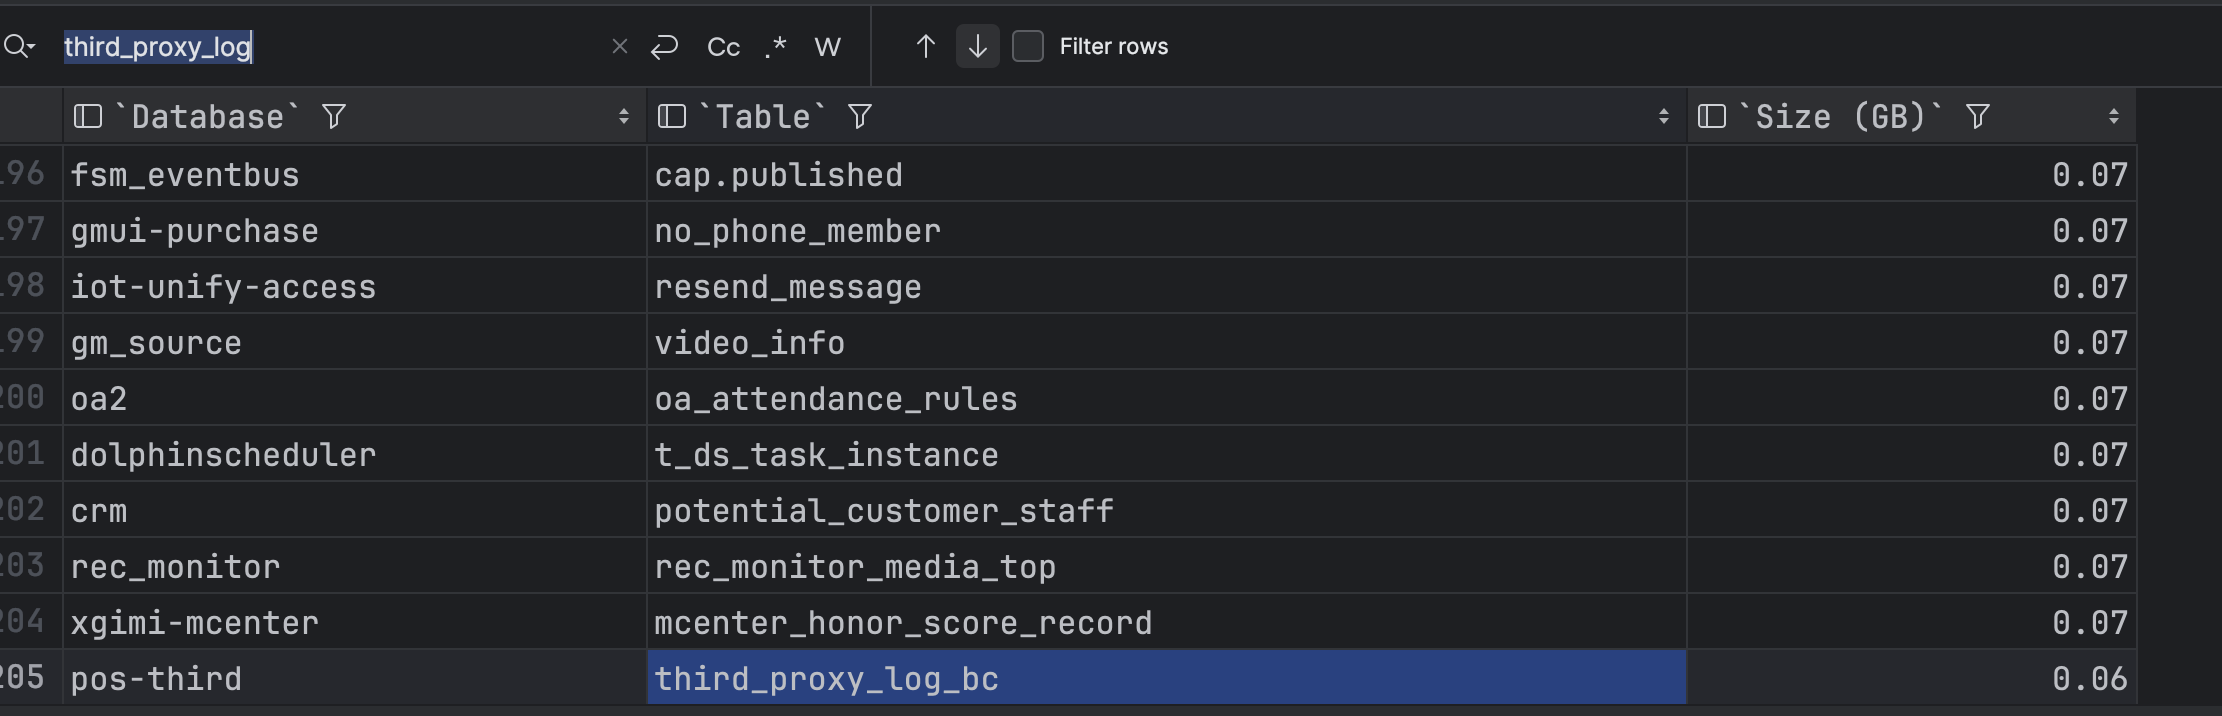 third_proxy_log × Cc .* W ↑ ↓ Filter rows
`Database` `Table` `Size (GB)`
96 fsm_eventbus cap.published 0.07
97 gmui-purchase no_phone_member 0.07
98 iot-unify-access resend_message 0.07
99 gm_source video_info 0.07
200 oa2 oa_attendance_rules 0.07
201 dolphinscheduler t_ds_task_instance 0.07
202 crm potential_customer_staff 0.07
203 rec_monitor rec_monitor_media_top 0.07
204 xgimi-mcenter mcenter_honor_score_record 0.07
205 pos-third third_proxy_log_bc 0.06